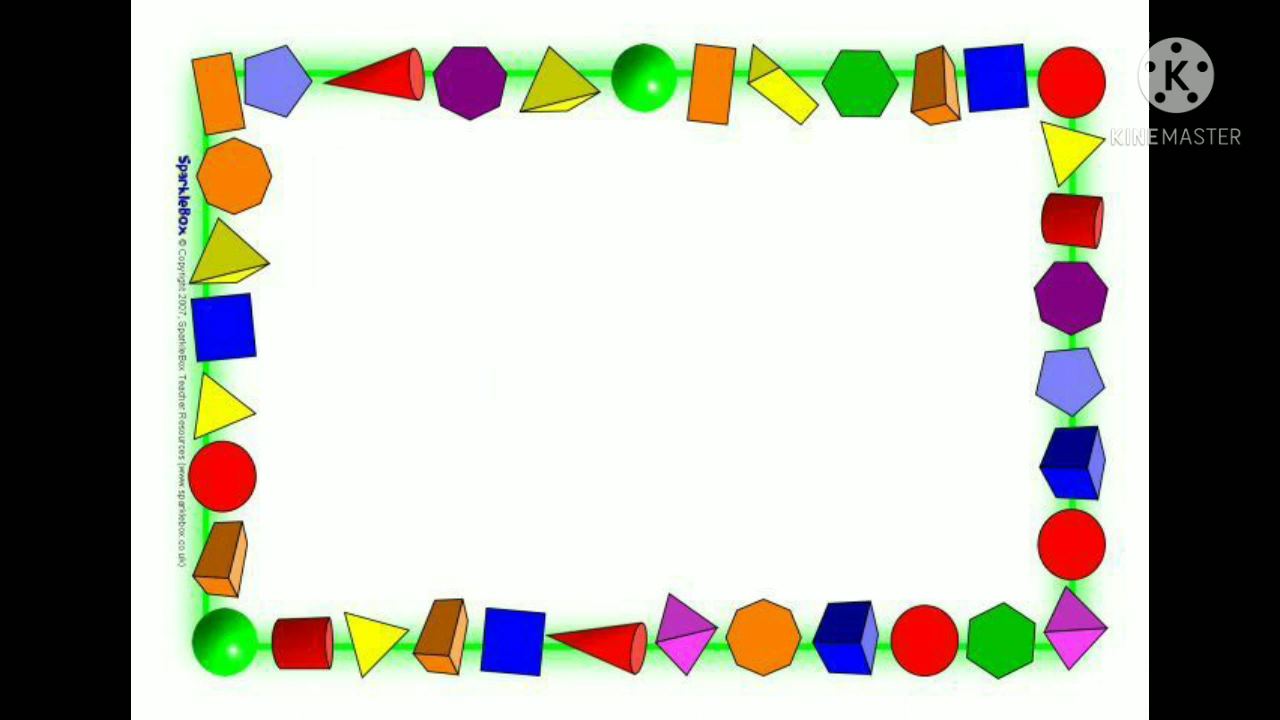 K
KINEMASTER
SparkleBox © Copyright 2007, SparkleBox Teacher Resources (www.sparklebox.co.uk)